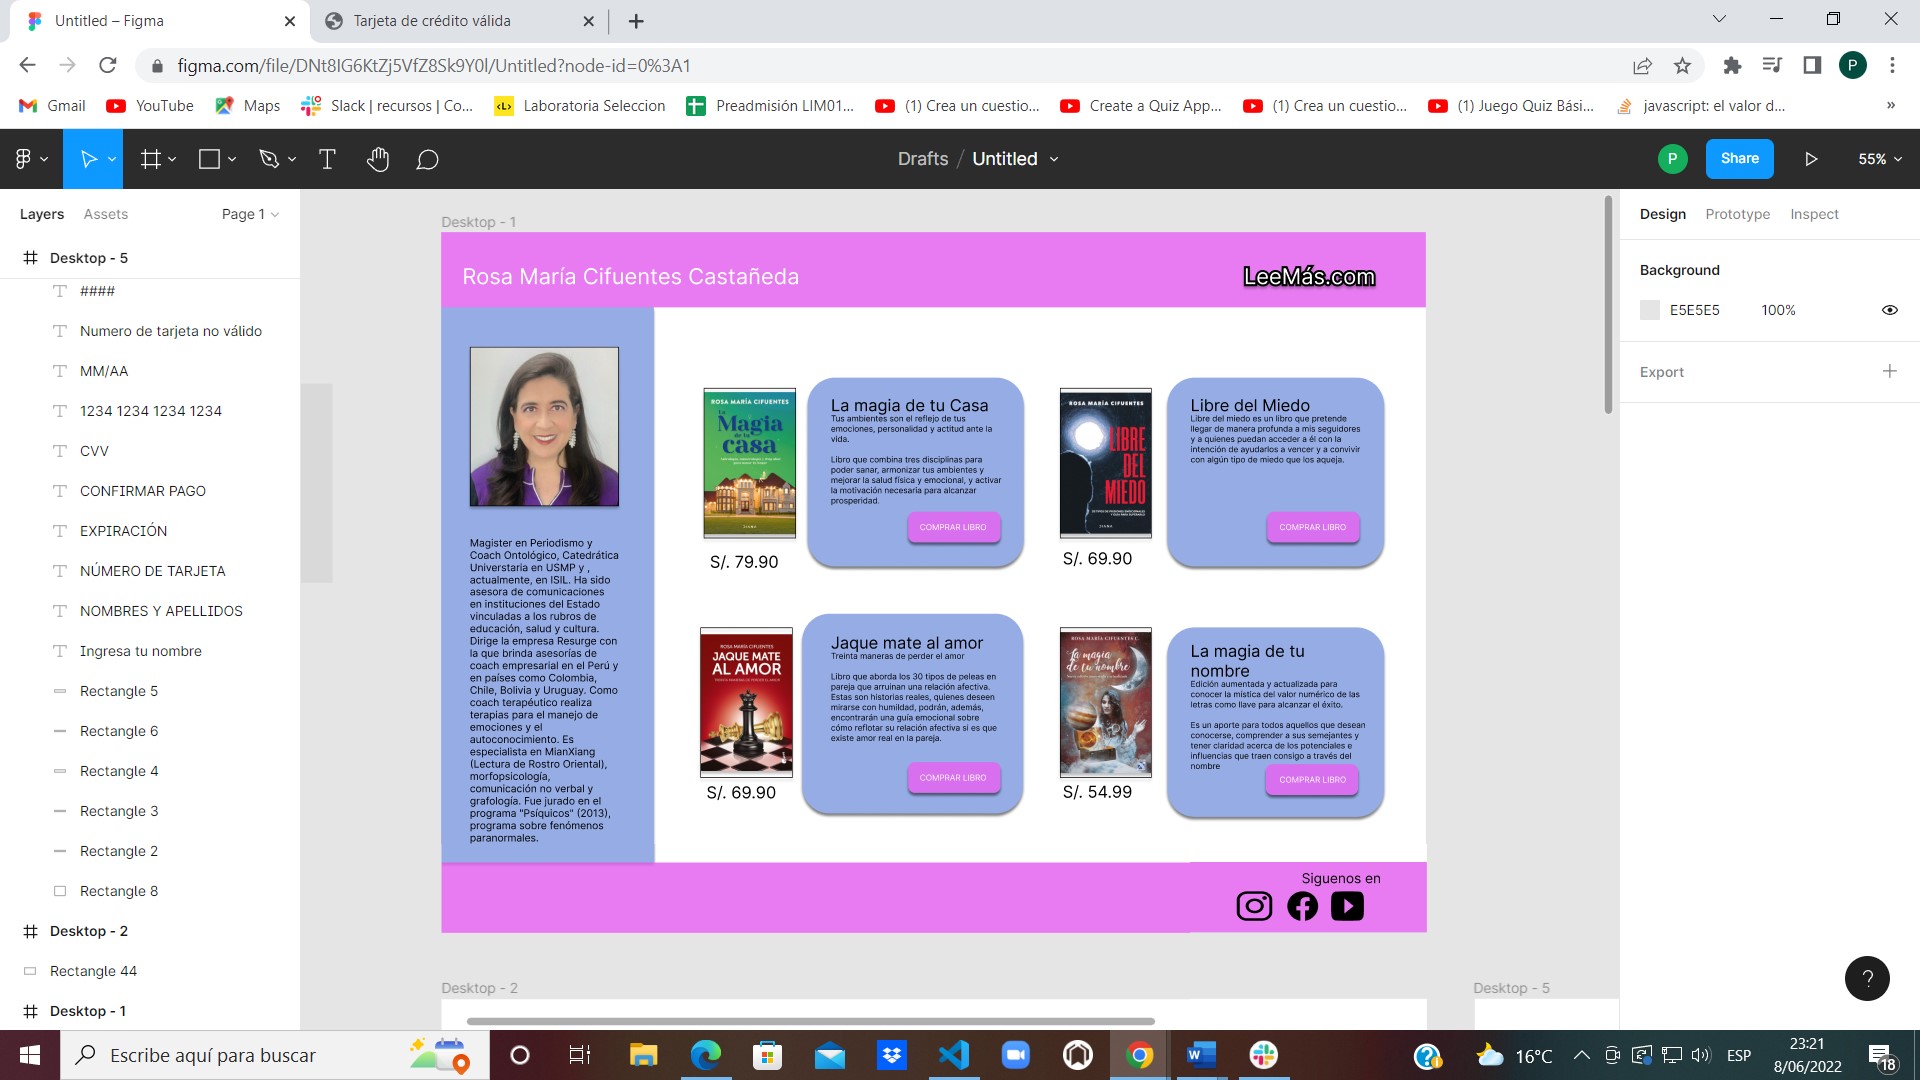 Untitled – Figma
Tarjeta de crédito válida
figma.com/file/DNt8IG6KtZj5VfZ8Sk9Y0l/Untitled?node-id=0%3A1
P
Gmail
YouTube
Maps
Slack | recursos | Co...
Laboratoria Seleccion
Preadmisión LIM01...
(1) Crea un cuestio...
Create a Quiz App...
(1) Crea un cuestio...
(1) Juego Quiz Bási...
javascript: el valor d...
»
Drafts / Untitled
P
Share
55%
Layers
Assets
Page 1
Desktop - 5
####
Numero de tarjeta no válido
MM/AA
1234 1234 1234 1234
CVV
CONFIRMAR PAGO
EXPIRACIÓN
NÚMERO DE TARJETA
NOMBRES Y APELLIDOS
Ingresa tu nombre
Rectangle 5
Rectangle 6
Rectangle 4
Rectangle 3
Rectangle 2
Rectangle 8
Desktop - 2
Rectangle 44
Desktop - 1
Desktop - 1
Rosa María Cifuentes Castañeda
LeeMás.com
Magister en Periodismo y
Coach Ontológico, Catedrática
Universtaria en USMP y ,
actualmente, en ISIL. Ha sido
asesora de comunicaciones
en instituciones del Estado
vinculadas a los rubros de
educación, salud y cultura.
Dirige la empresa Resurge con
la que brinda asesorías de
coach empresarial en el Perú y
en países como Colombia,
Chile, Bolivia y Uruguay. Como
coach terapéutico realiza
terapias para el manejo de
emociones y el
autoconocimiento. Es
especialista en MianXiang
(Lectura de Rostro Oriental),
morfopsicología,
comunicación no verbal y
grafología. Fue jurado en el
programa "Psíquicos" (2013),
programa sobre fenómenos
paranormales.
ROSA MARÍA CIFUENTES
La
Magia
de tu
casa
S/. 79.90
La magia de tu Casa
Tus ambientes son el reflejo de tus
emociones, personalidad y actitud ante la
vida.
Libro que combina tres disciplinas para
poder sanar, armonizar tus ambientes y
mejorar la salud física y emocional, y activar
la motivación necesaria para alcanzar
prosperidad.
COMPRAR LIBRO
ROSA MARÍA CIFUENTES
LIBRE
DEL
MIEDO
S/. 69.90
Libre del Miedo
Libre del miedo es un libro que pretende
llegar de manera profunda a mis seguidores
y a quienes puedan acceder a él con la
intención de ayudarlos a vencer y a convivir
con algún tipo de miedo que los aqueja.
COMPRAR LIBRO
ROSA MARÍA CIFUENTES
JAQUE MATE
AL AMOR
TREINTA MANERAS DE PERDER EL AMOR
S/. 69.90
Jaque mate al amor
Treinta maneras de perder el amor
Libro que aborda los 30 tipos de peleas en
pareja que arruinan una relación afectiva.
Estas son historias reales, quienes deseen
mirarse con humildad, podrán, además,
encontrarán una guía emocional sobre
cómo reflotar su relación afectiva si es que
existe amor real en la pareja.
COMPRAR LIBRO
ROSA MARÍA CIFUENTES C.
La magia
de tu nombre
S/. 54.99
La magia de tu
nombre
Edición aumentada y actualizada para
conocer la mística del valor numérico de las
letras como llave para alcanzar el éxito.
Es un aporte para todos aquellos que desean
conocerse, comprender a sus semejantes y
tener claridad acerca de los potenciales e
influencias que traen consigo a través del
nombre
COMPRAR LIBRO
Siguenos en
Desktop - 2
Desktop - 5
Design
Prototype
Inspect
Background
E5E5E5
100%
Export
?
Escribe aquí para buscar
16°C
ESP
23:21
8/06/2022
18